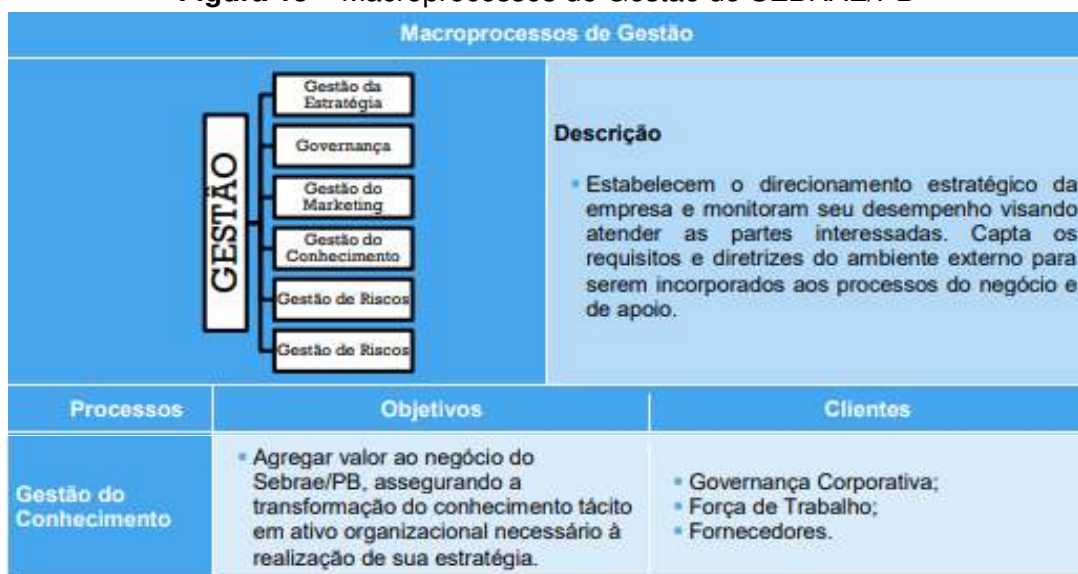 Macroprocessos de Gestão
GESTÃO
Gestão da
Estratégia
Governança
Gestão do
Marketing
Gestão do
Conhecimento
Gestão de Riscos
Gestão de Riscos
Descrição
Estabelecem o direcionamento estratégico da
empresa e monitoram seu desempenho visando
atender as partes interessadas. Capta os
requisitos e diretrizes do ambiente externo para
serem incorporados aos processos do negócio e
de apoio.
Processos
Objetivos
Clientes
Gestão do
Conhecimento
Agregar valor ao negócio do
Sebrae/PB, assegurando a
transformação do conhecimento tácito
em ativo organizacional necessário à
realização de sua estratégia.
Governança Corporativa;
Força de Trabalho;
Fornecedores.